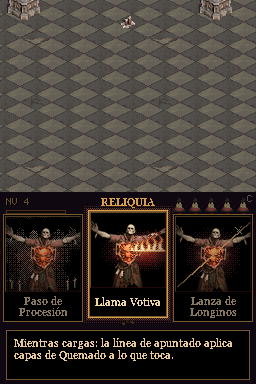 NV 4
RELIQUIA
C
Paso de
Procesión
Llama Votiva
Lanza de
Longinos
Mientras cargas: la línea de apuntado aplica
capas de Quemado a lo que toca.